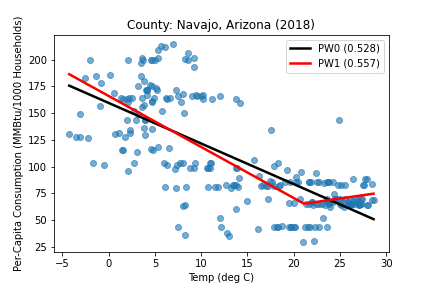 County: Navajo, Arizona (2018)
Per-Capita Consumption (MMBtu/1000 Households)
200
175
150
125
100
75
50
25
PW0 (0.528)
PW1 (0.557)
−5 0 5 10 15 20 25 30
Temp (deg C)